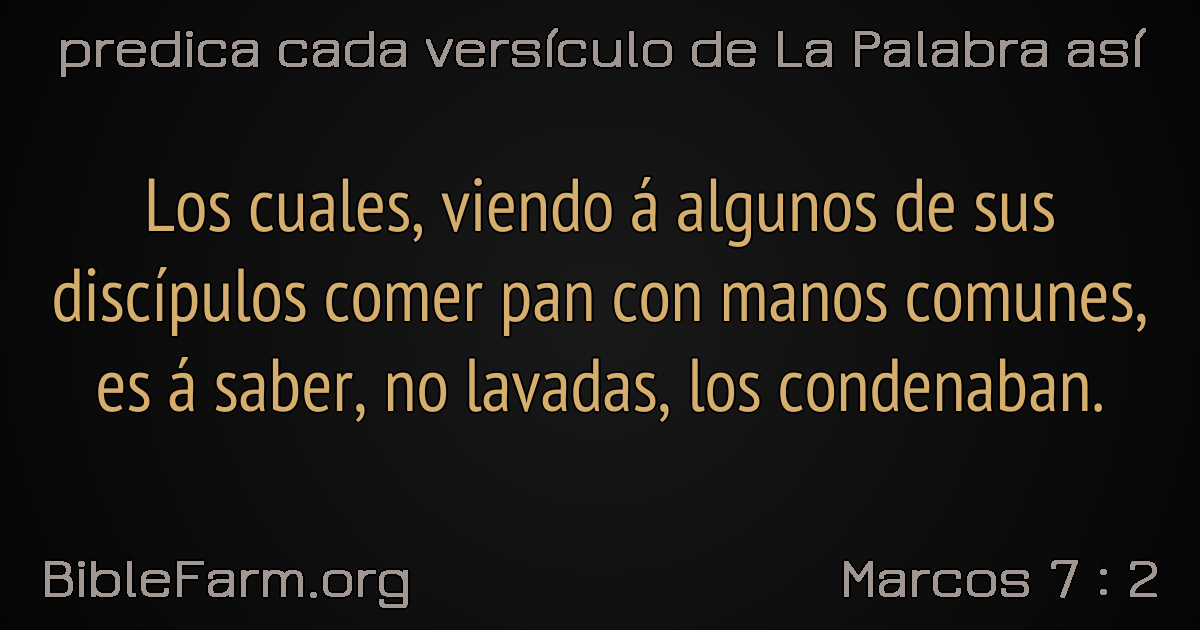 predica cada versículo de La Palabra así
Los cuales, viendo á algunos de sus
discípulos comer pan con manos comunes,
es á saber, no lavadas, los condenaban.
BibleFarm.org
Marcos 7 : 2